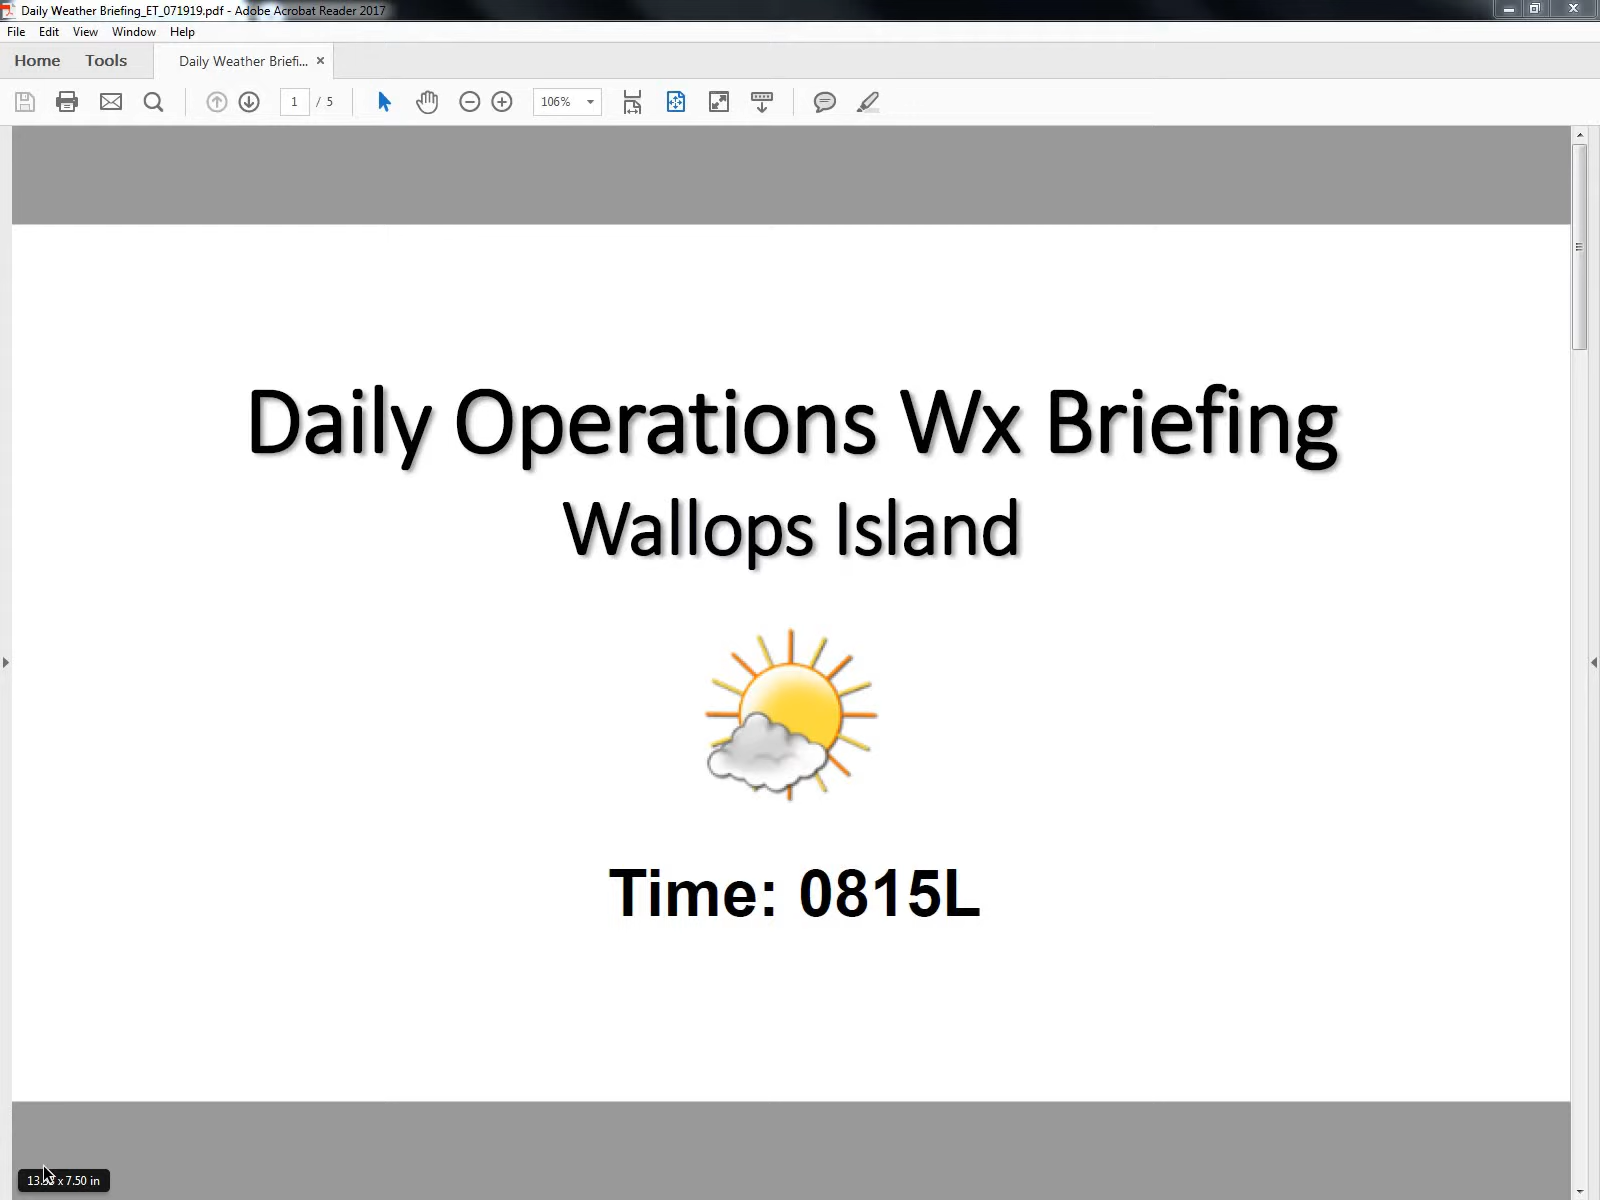 Daily Weather Briefing_ET_071919.pdf - Adobe Acrobat Reader 2017
File Edit View Window Help
Home Tools Daily Weather Briefi... ×
1 / 5 106%
Daily Operations Wx Briefing
Wallops Island
Time: 0815L
x 7.50 in